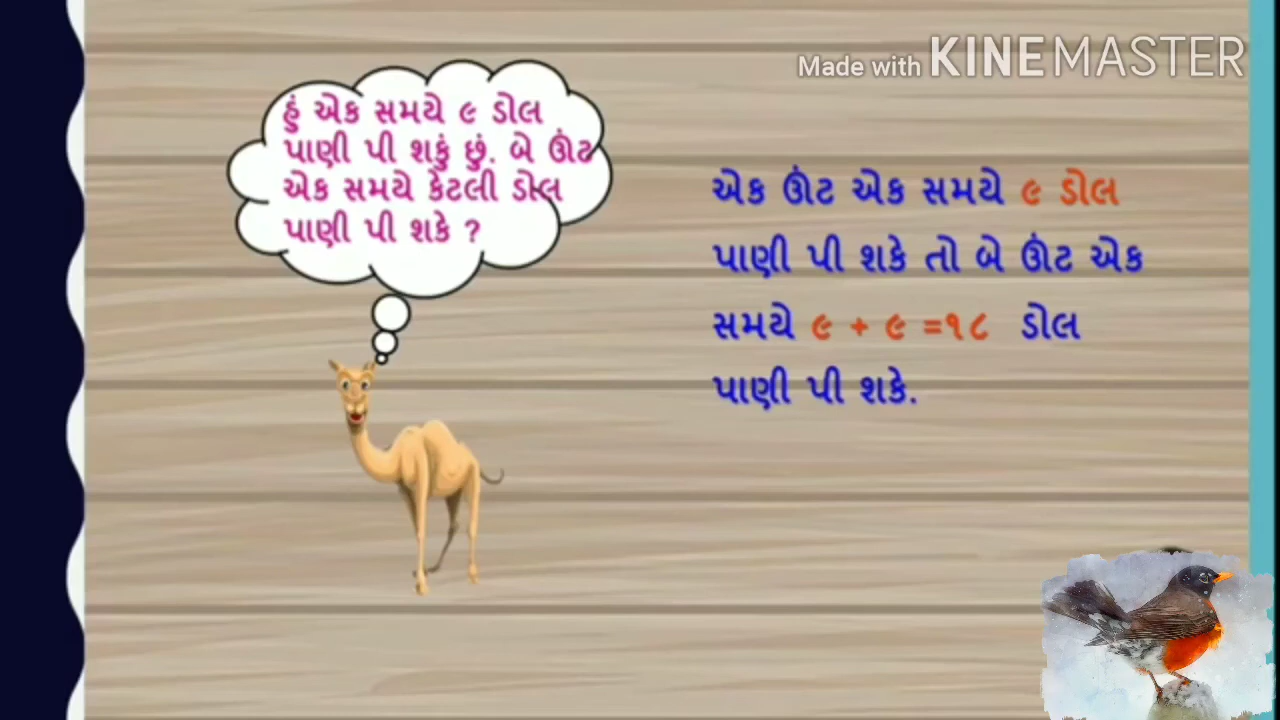 Made with KINEMASTER
હું એક સમયે ૯ ડોલ
પાણી પી શકું છું. બે ઊંટ
એક સમયે કેટલી ડોલ
પાણી પી શકે ?
એક ઊંટ એક સમયે ૯ ડોલ
પાણી પી શકે તો બે ઊંટ એક
સમયે ૯ + ૯ =૧૮ ડોલ
પાણી પી શકે.